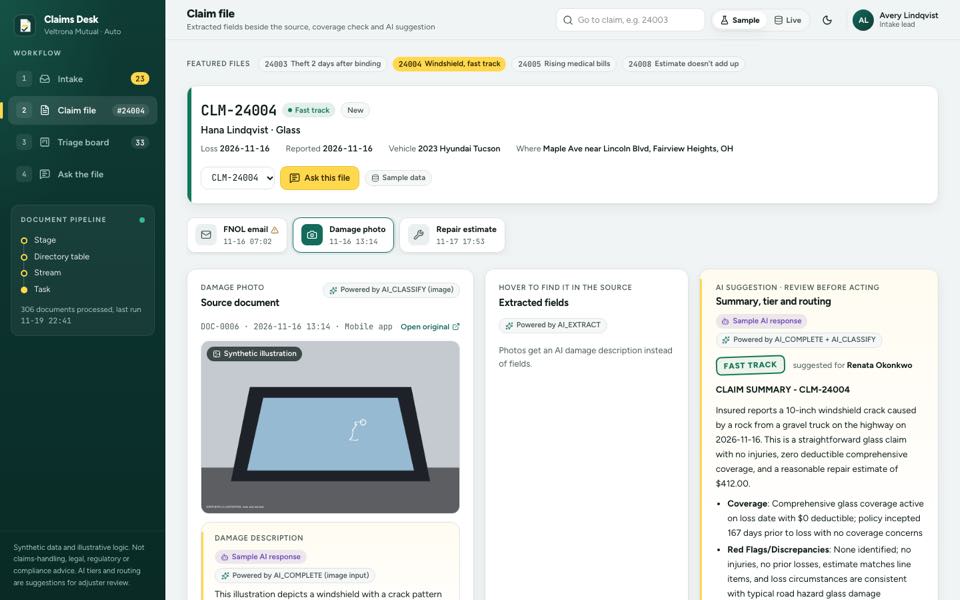 Claims Desk
Veltrona Mutual · Auto
WORKFLOW
1 Intake 23
2 Claim file #24004
3 Triage board 33
4 Ask the file
DOCUMENT PIPELINE
Stage
Directory table
Stream
Task
306 documents processed, last run
11-19 22:41
Synthetic data and illustrative logic. Not
claims-handling, legal, regulatory or
compliance advice. AI tiers and routing
are suggestions for adjuster review.
Claim file
Extracted fields beside the source, coverage check and AI suggestion
Go to claim, e.g. 24003
Sample
Live
AL
Avery Lindqvist
Intake lead
FEATURED FILES
24003 Theft 2 days after binding
24004 Windshield, fast track
24005 Rising medical bills
24008 Estimate doesn't add up
CLM-24004
Fast track
New
Hana Lindqvist · Glass
Loss 2026-11-16 Reported 2026-11-16 Vehicle 2023 Hyundai Tucson Where Maple Ave near Lincoln Blvd, Fairview Heights, OH
CLM-24004
Ask this file
Sample data
FNOL email
11-16 07:02
Damage photo
11-16 13:14
Repair estimate
11-17 17:53
DAMAGE PHOTO
Source document
Powered by AI_CLASSIFY (image)
DOC-0006 · 2026-11-16 13:14 · Mobile app
Open original
Synthetic illustration
DAMAGE DESCRIPTION
Sample AI response
Powered by AI_COMPLETE (image input)
This illustration depicts a windshield with a crack pattern
HOVER TO FIND IT IN THE SOURCE
Extracted fields
Powered by AI_EXTRACT
Photos get an AI damage description instead
of fields.
AI SUGGESTION · REVIEW BEFORE ACTING
Summary, tier and routing
Sample AI response
Powered by AI_COMPLETE + AI_CLASSIFY
FAST TRACK
suggested for Renata Okonkwo
CLAIM SUMMARY - CLM-24004
Insured reports a 10-inch windshield crack caused
by a rock from a gravel truck on the highway on
2026-11-16. This is a straightforward glass claim
with no injuries, zero deductible comprehensive
coverage, and a reasonable repair estimate of
$412.00.
• Coverage: Comprehensive glass coverage active
on loss date with $0 deductible; policy incepted
167 days prior to loss with no coverage concerns
• Red Flags/Discrepancies: None identified; no
injuries, no prior losses, estimate matches line
items, and loss circumstances are consistent
with typical road hazard glass damage